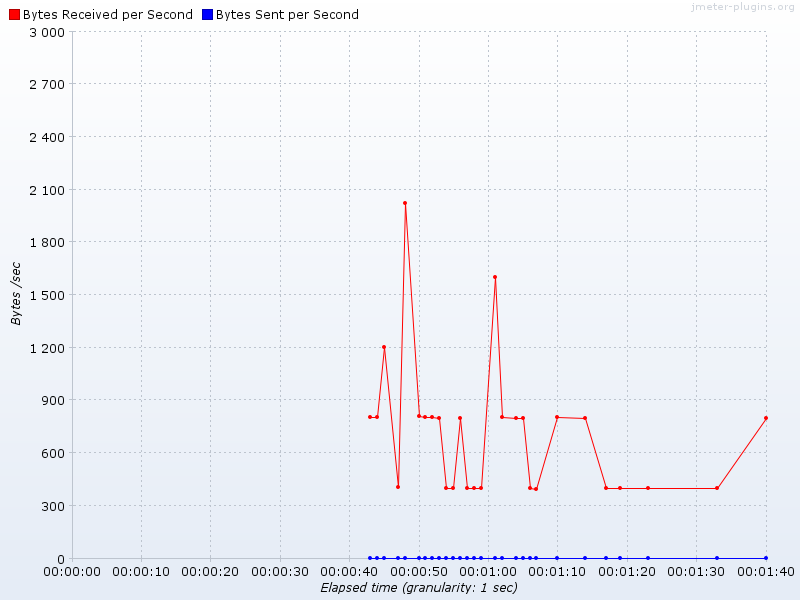 jmeter-plugins.org
Bytes Received per Second Bytes Sent per Second
3 000
2 700
2 400
2 100
1 800
1 500
1 200
900
600
300
0
Bytes /sec
00:00:00 00:00:10 00:00:20 00:00:30 00:00:40 00:00:50 00:01:00 00:01:10 00:01:20 00:01:30 00:01:40
Elapsed time (granularity: 1 sec)